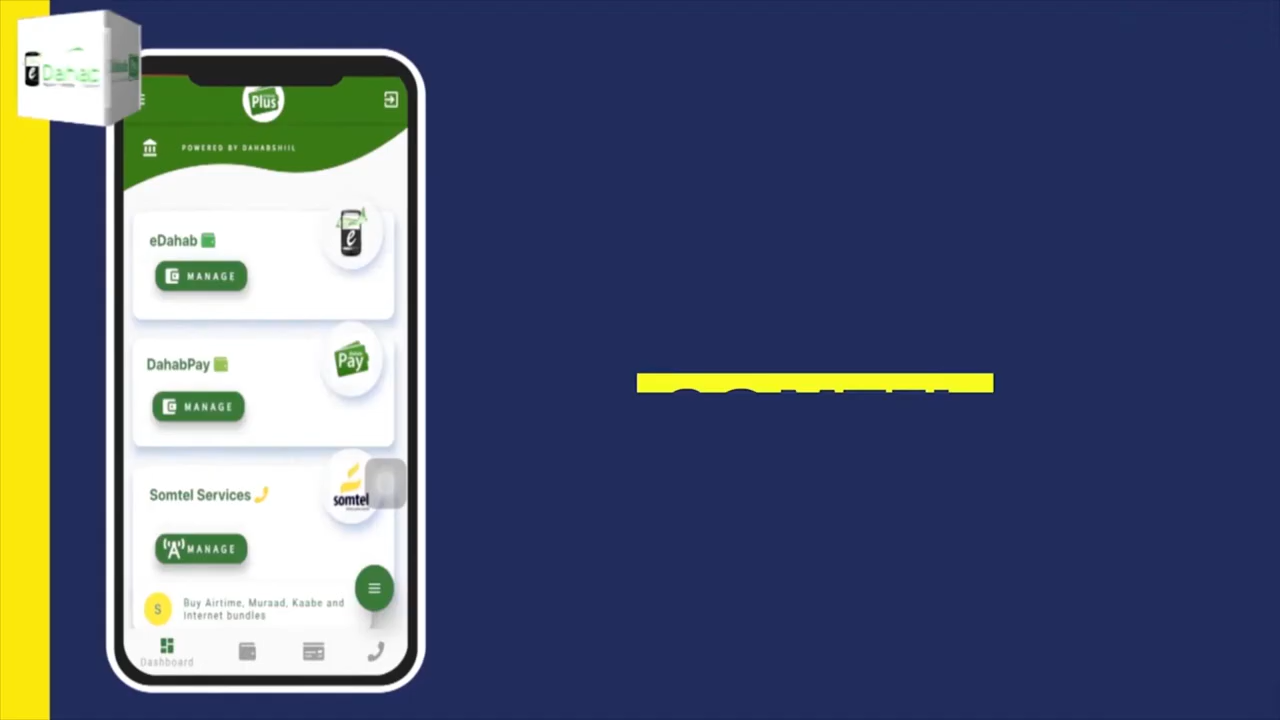 e Dahab
Plus
POWERED BY DAHABSHIIL
eDahab
e
MANAGE
DahabPay
Pay
MANAGE
Somtel Services
somtel
MANAGE
S
Buy Airtime, Muraad, Kaabe and
Internet bundles
Dashboard